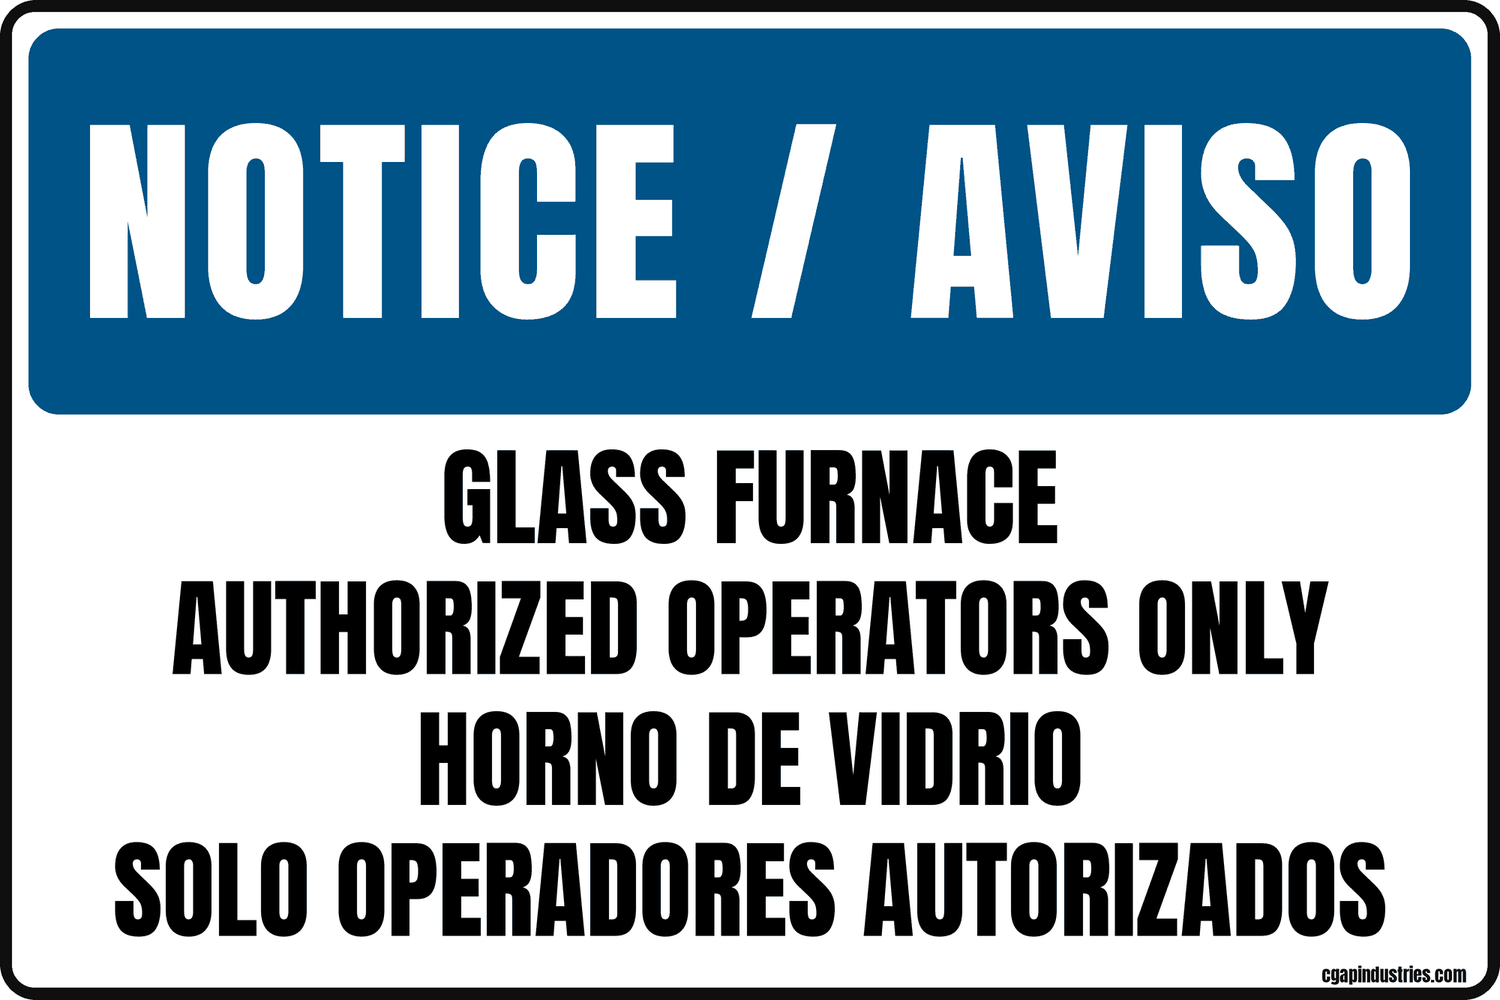 NOTICE / AVISO
GLASS FURNACE
AUTHORIZED OPERATORS ONLY
HORNO DE VIDRIO
SOLO OPERADORES AUTORIZADOS
cgapindustries.com